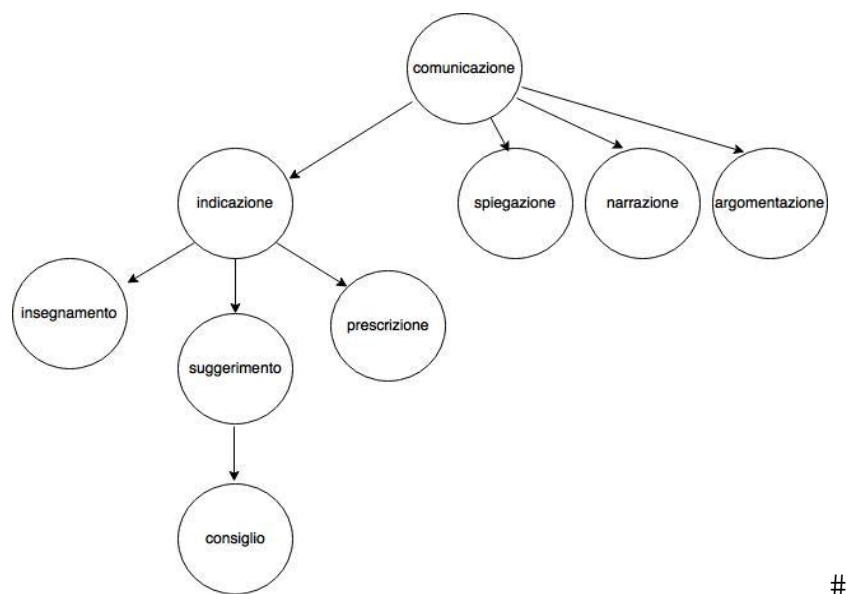 comunicazione
indicazione
spiegazione
narrazione
argomentazione
insegnamento
suggerimento
prescrizione
consiglio
#